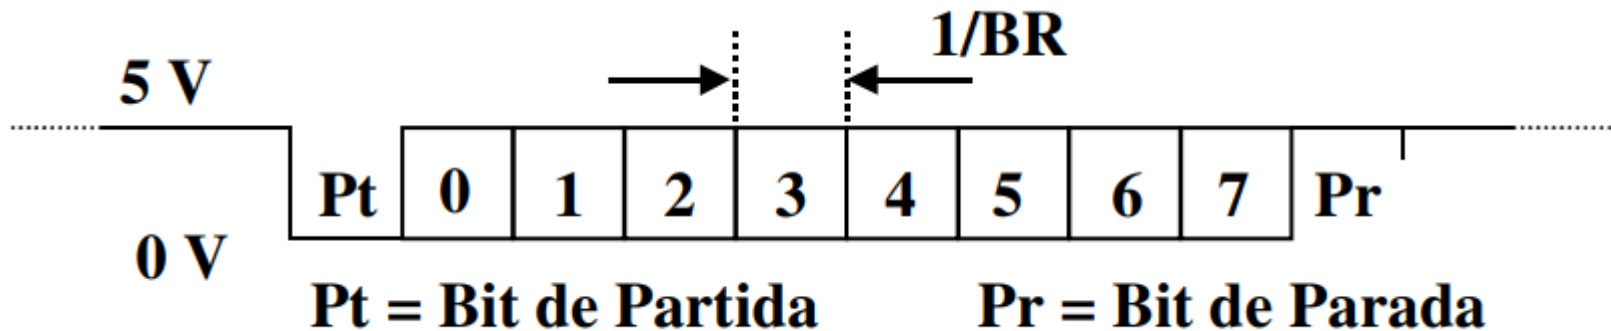 1/BR
5 V
Pt 0 1 2 3 4 5 6 7 Pr
0 V
Pt = Bit de Partida Pr = Bit de Parada